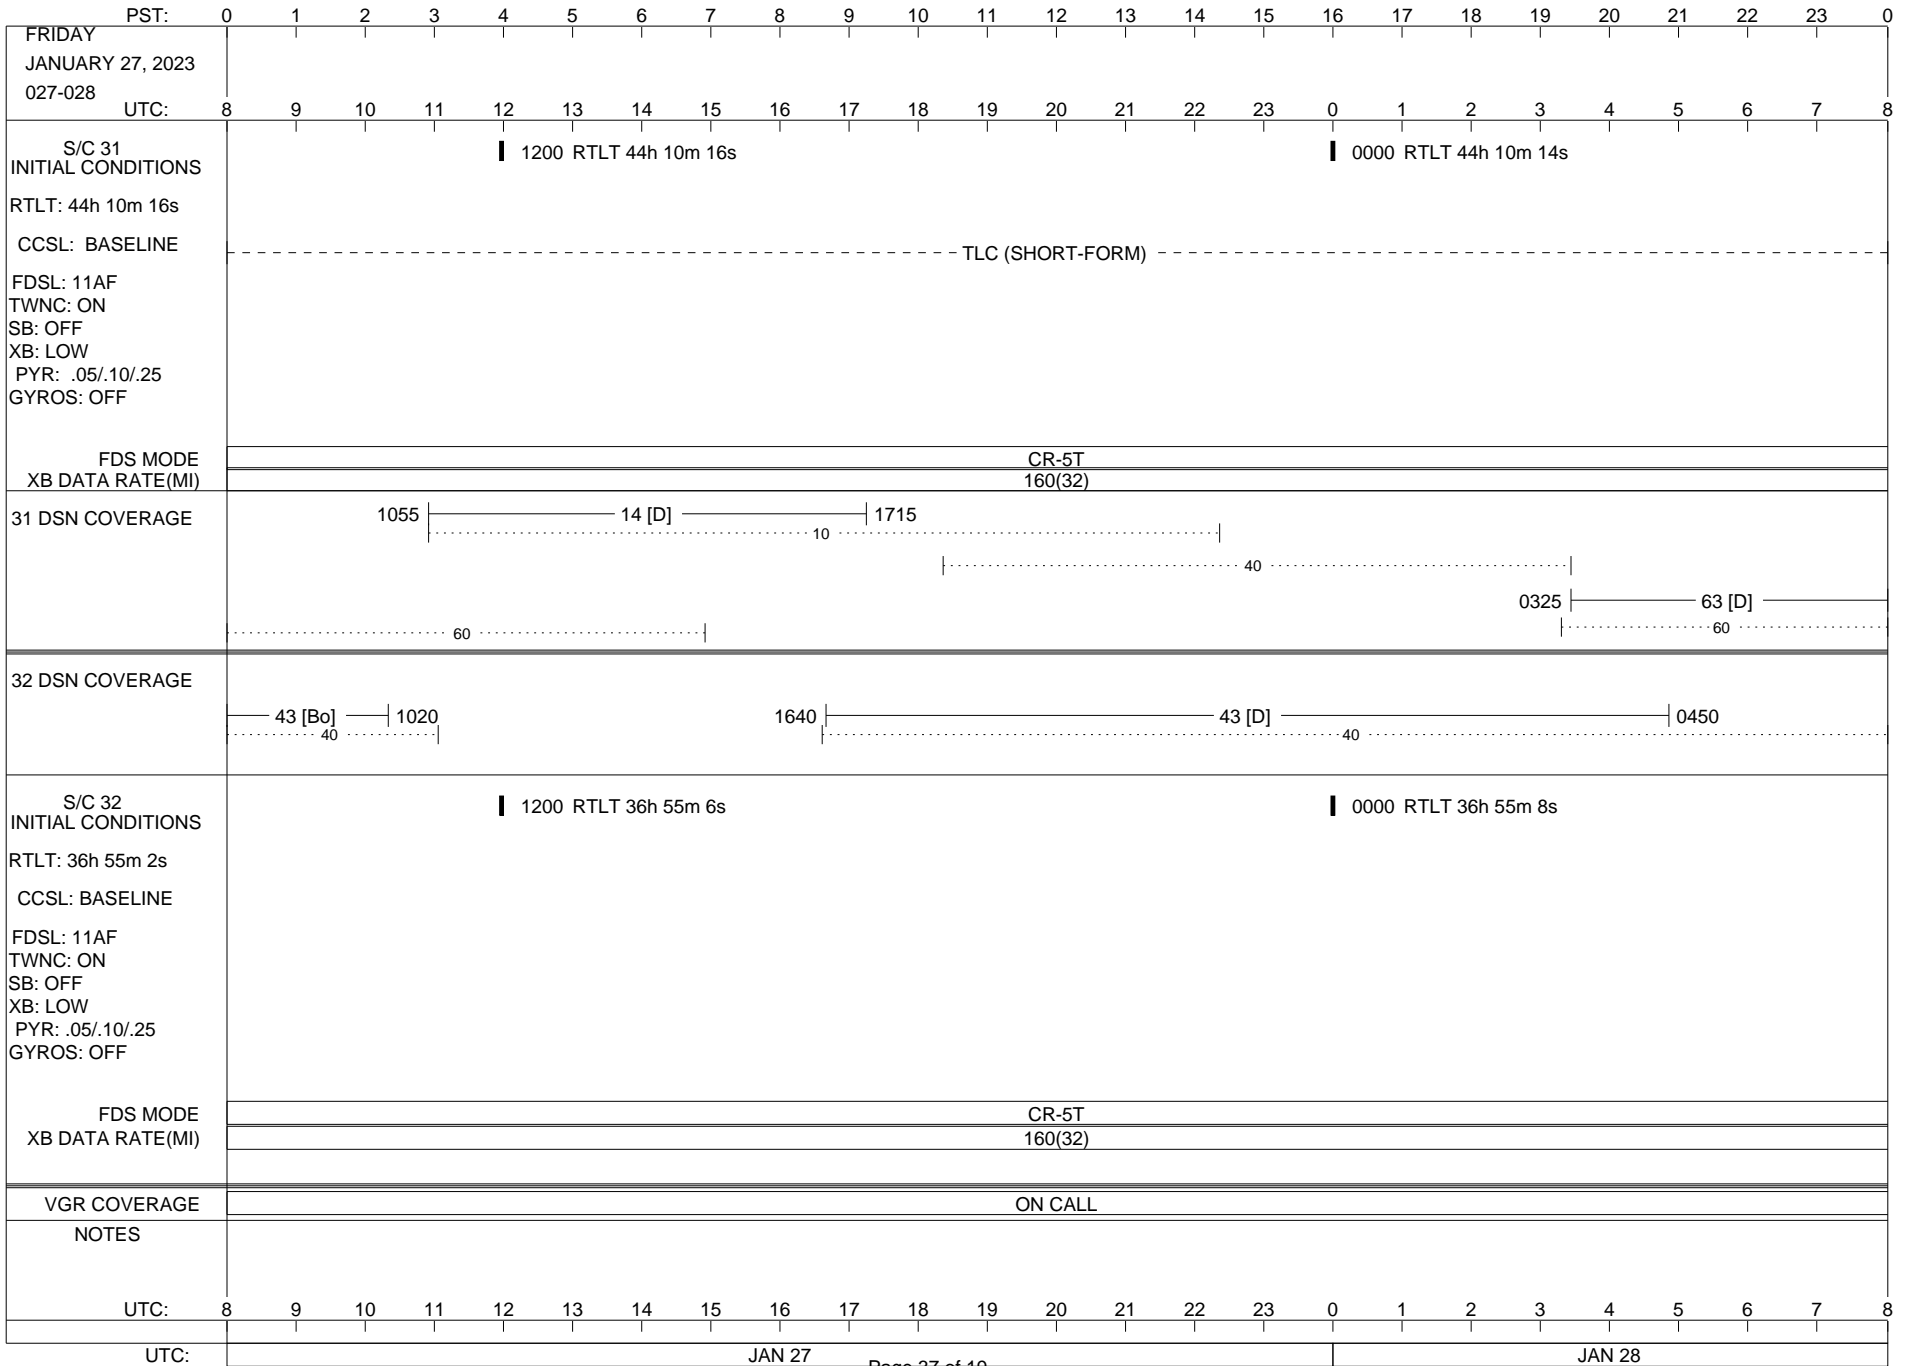 PST: 0 1 2 3 4 5 6 7 8 9 10 11 12 13 14 15 16 17 18 19 20 21 22 23 0
FRIDAY
JANUARY 27, 2023
027-028
UTC: 8 9 10 11 12 13 14 15 16 17 18 19 20 21 22 23 0 1 2 3 4 5 6 7 8
S/C 31
INITIAL CONDITIONS
1200 RTLT 44h 10m 16s
0000 RTLT 44h 10m 14s
RTLT: 44h 10m 16s
CCSL: BASELINE
TLC (SHORT-FORM)
FDSL: 11AF
TWNC: ON
SB: OFF
XB: LOW
PYR: .05/.10/.25
GYROS: OFF
FDS MODE CR-5T
XB DATA RATE(MI) 160(32)
31 DSN COVERAGE
1055 14 [D] 1715
10
40
0325 63 [D]
60 60
32 DSN COVERAGE
43 [Bo] 1020 1640 43 [D] 0450
40 40
S/C 32
INITIAL CONDITIONS
1200 RTLT 36h 55m 6s
0000 RTLT 36h 55m 8s
RTLT: 36h 55m 2s
CCSL: BASELINE
FDSL: 11AF
TWNC: ON
SB: OFF
XB: LOW
PYR: .05/.10/.25
GYROS: OFF
FDS MODE CR-5T
XB DATA RATE(MI) 160(32)
VGR COVERAGE ON CALL
NOTES
UTC: 8 9 10 11 12 13 14 15 16 17 18 19 20 21 22 23 0 1 2 3 4 5 6 7 8
UTC: JAN 27 JAN 28
Page 27 of 10